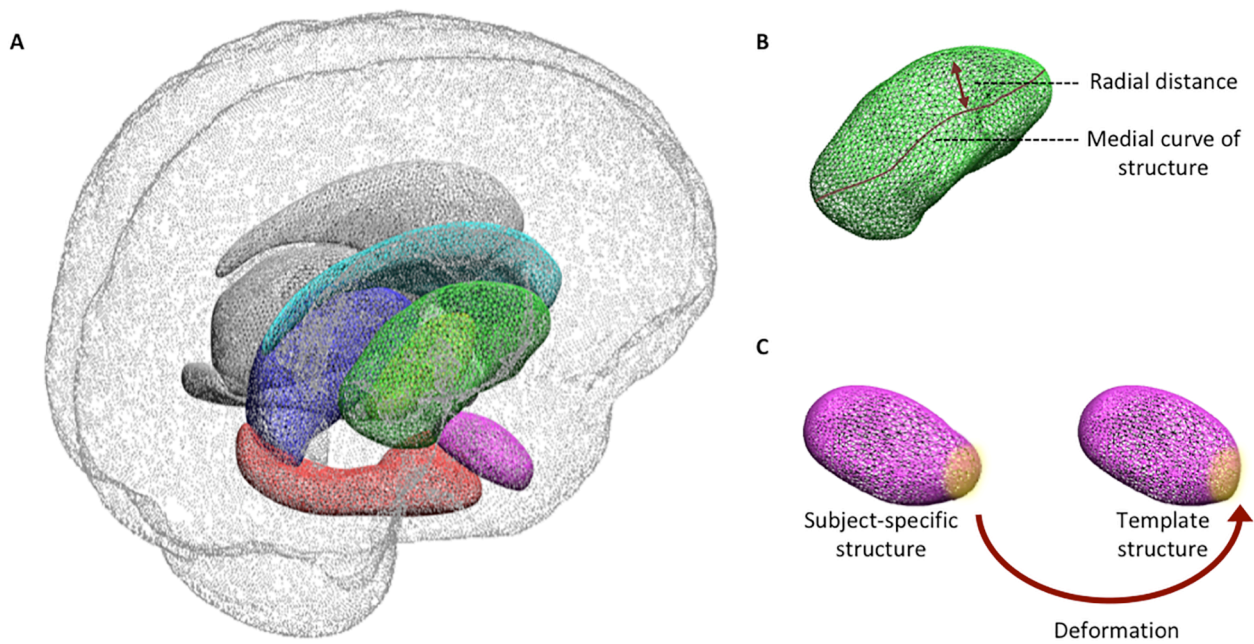 A
B
Radial distance
Medial curve of
structure
C
Subject-specific
structure
Template
structure
Deformation